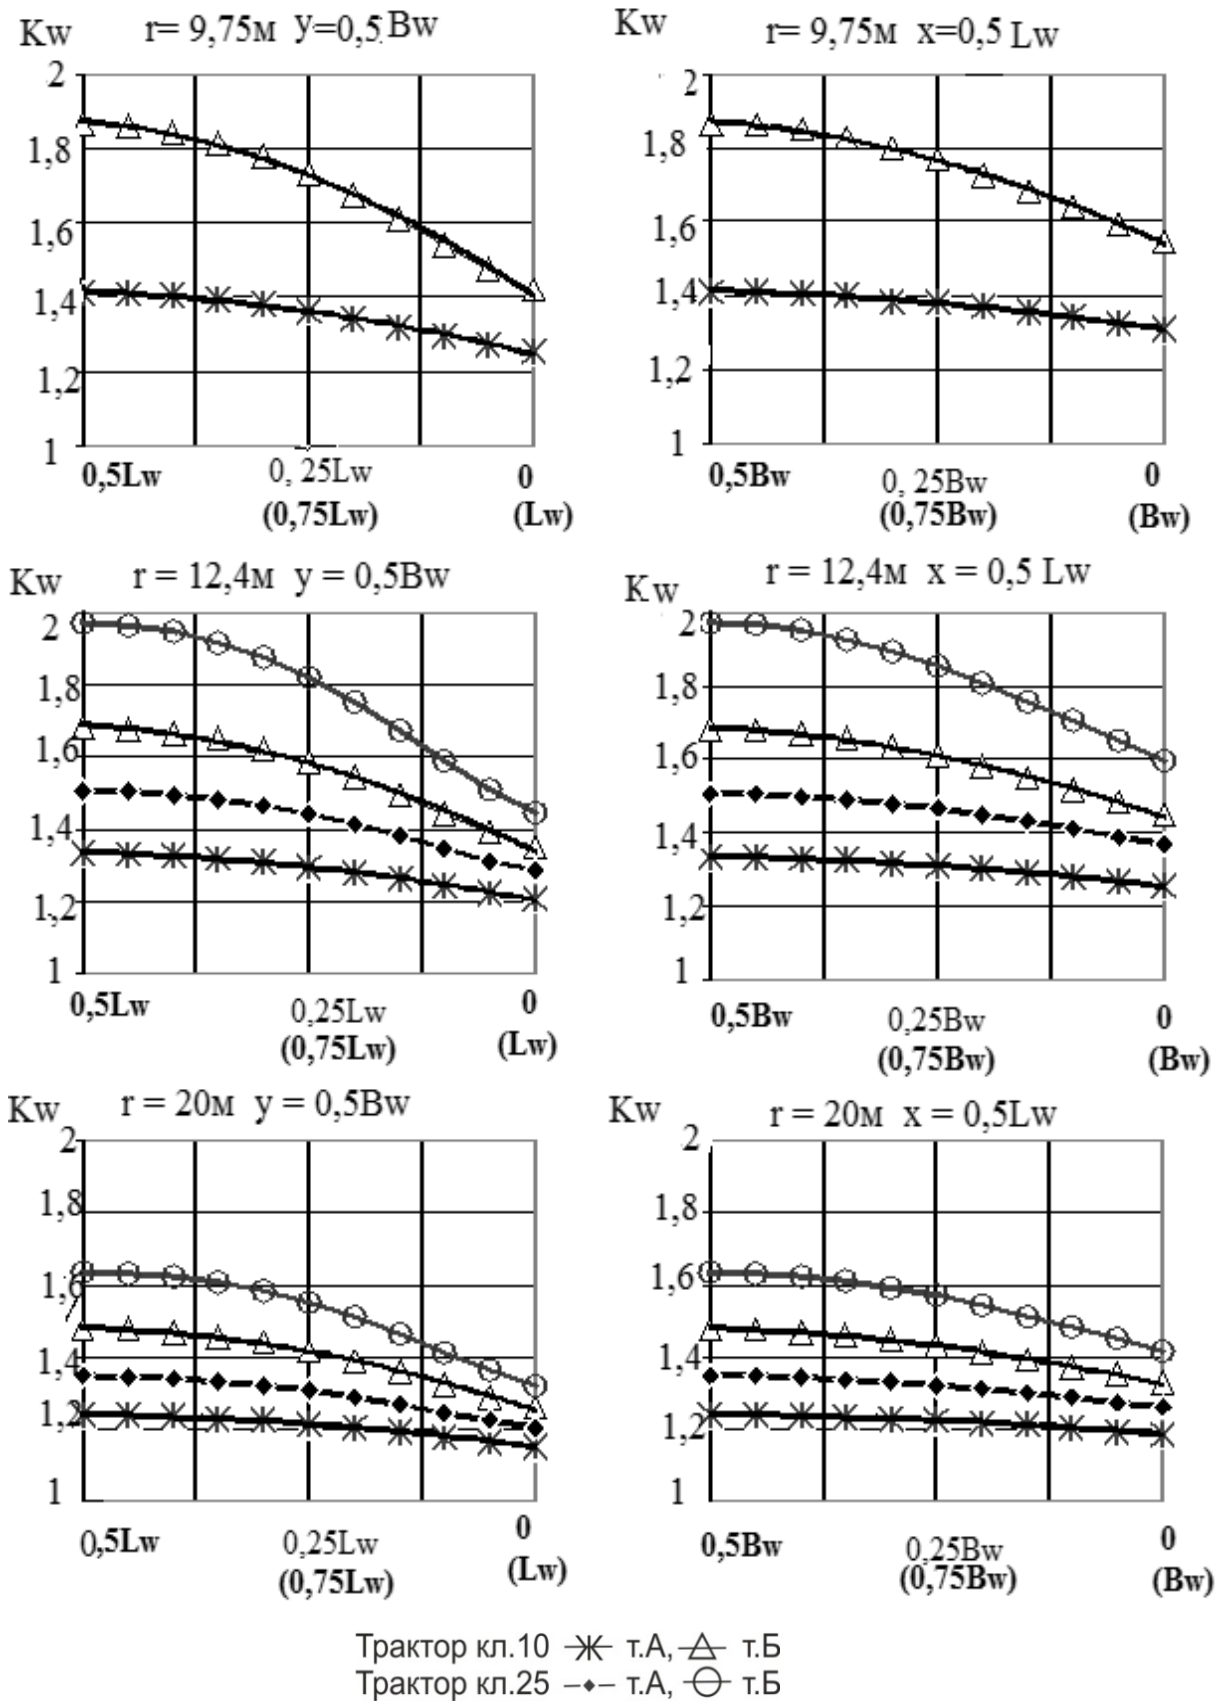 Kw r= 9,75м y=0,5Bw
2
1,8
1,6
1,4
1,2
1
0,5Lw 0, 25Lw 0
(0,75Lw) (Lw)
Kw r= 9,75м x=0,5 Lw
2
1,8
1,6
1,4
1,2
1
0,5Bw 0, 25Bw 0
(0,75Bw) (Bw)
Kw r = 12,4м y = 0,5Bw
2
1,8
1,6
1,4
1,2
1
0,5Lw 0,25Lw 0
(0,75Lw) (Lw)
Kw r = 12,4м x = 0,5 Lw
2
1,8
1,6
1,4
1,2
1
0,5Bw 0,25Bw 0
(0,75Bw) (Bw)
Kw r = 20м y = 0,5Bw
2
1,8
1,6
1,4
1,2
1
0,5Lw 0,25Lw 0
(0,75Lw) (Lw)
Kw r = 20м x = 0,5Lw
2
1,8
1,6
1,4
1,2
1
0,5Bw 0,25Bw 0
(0,75Bw) (Bw)
Трактор кл.10 т.А, т.Б
Трактор кл.25 т.А, т.Б